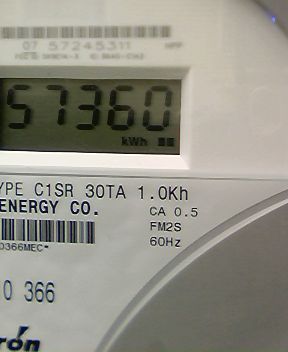 07 57245311
57360
kWh
YPE C1SR 30TA 1.0Kh
ENERGY CO.
CA 0.5
FM2S
60Hz
0366MEC*
0 366
rón